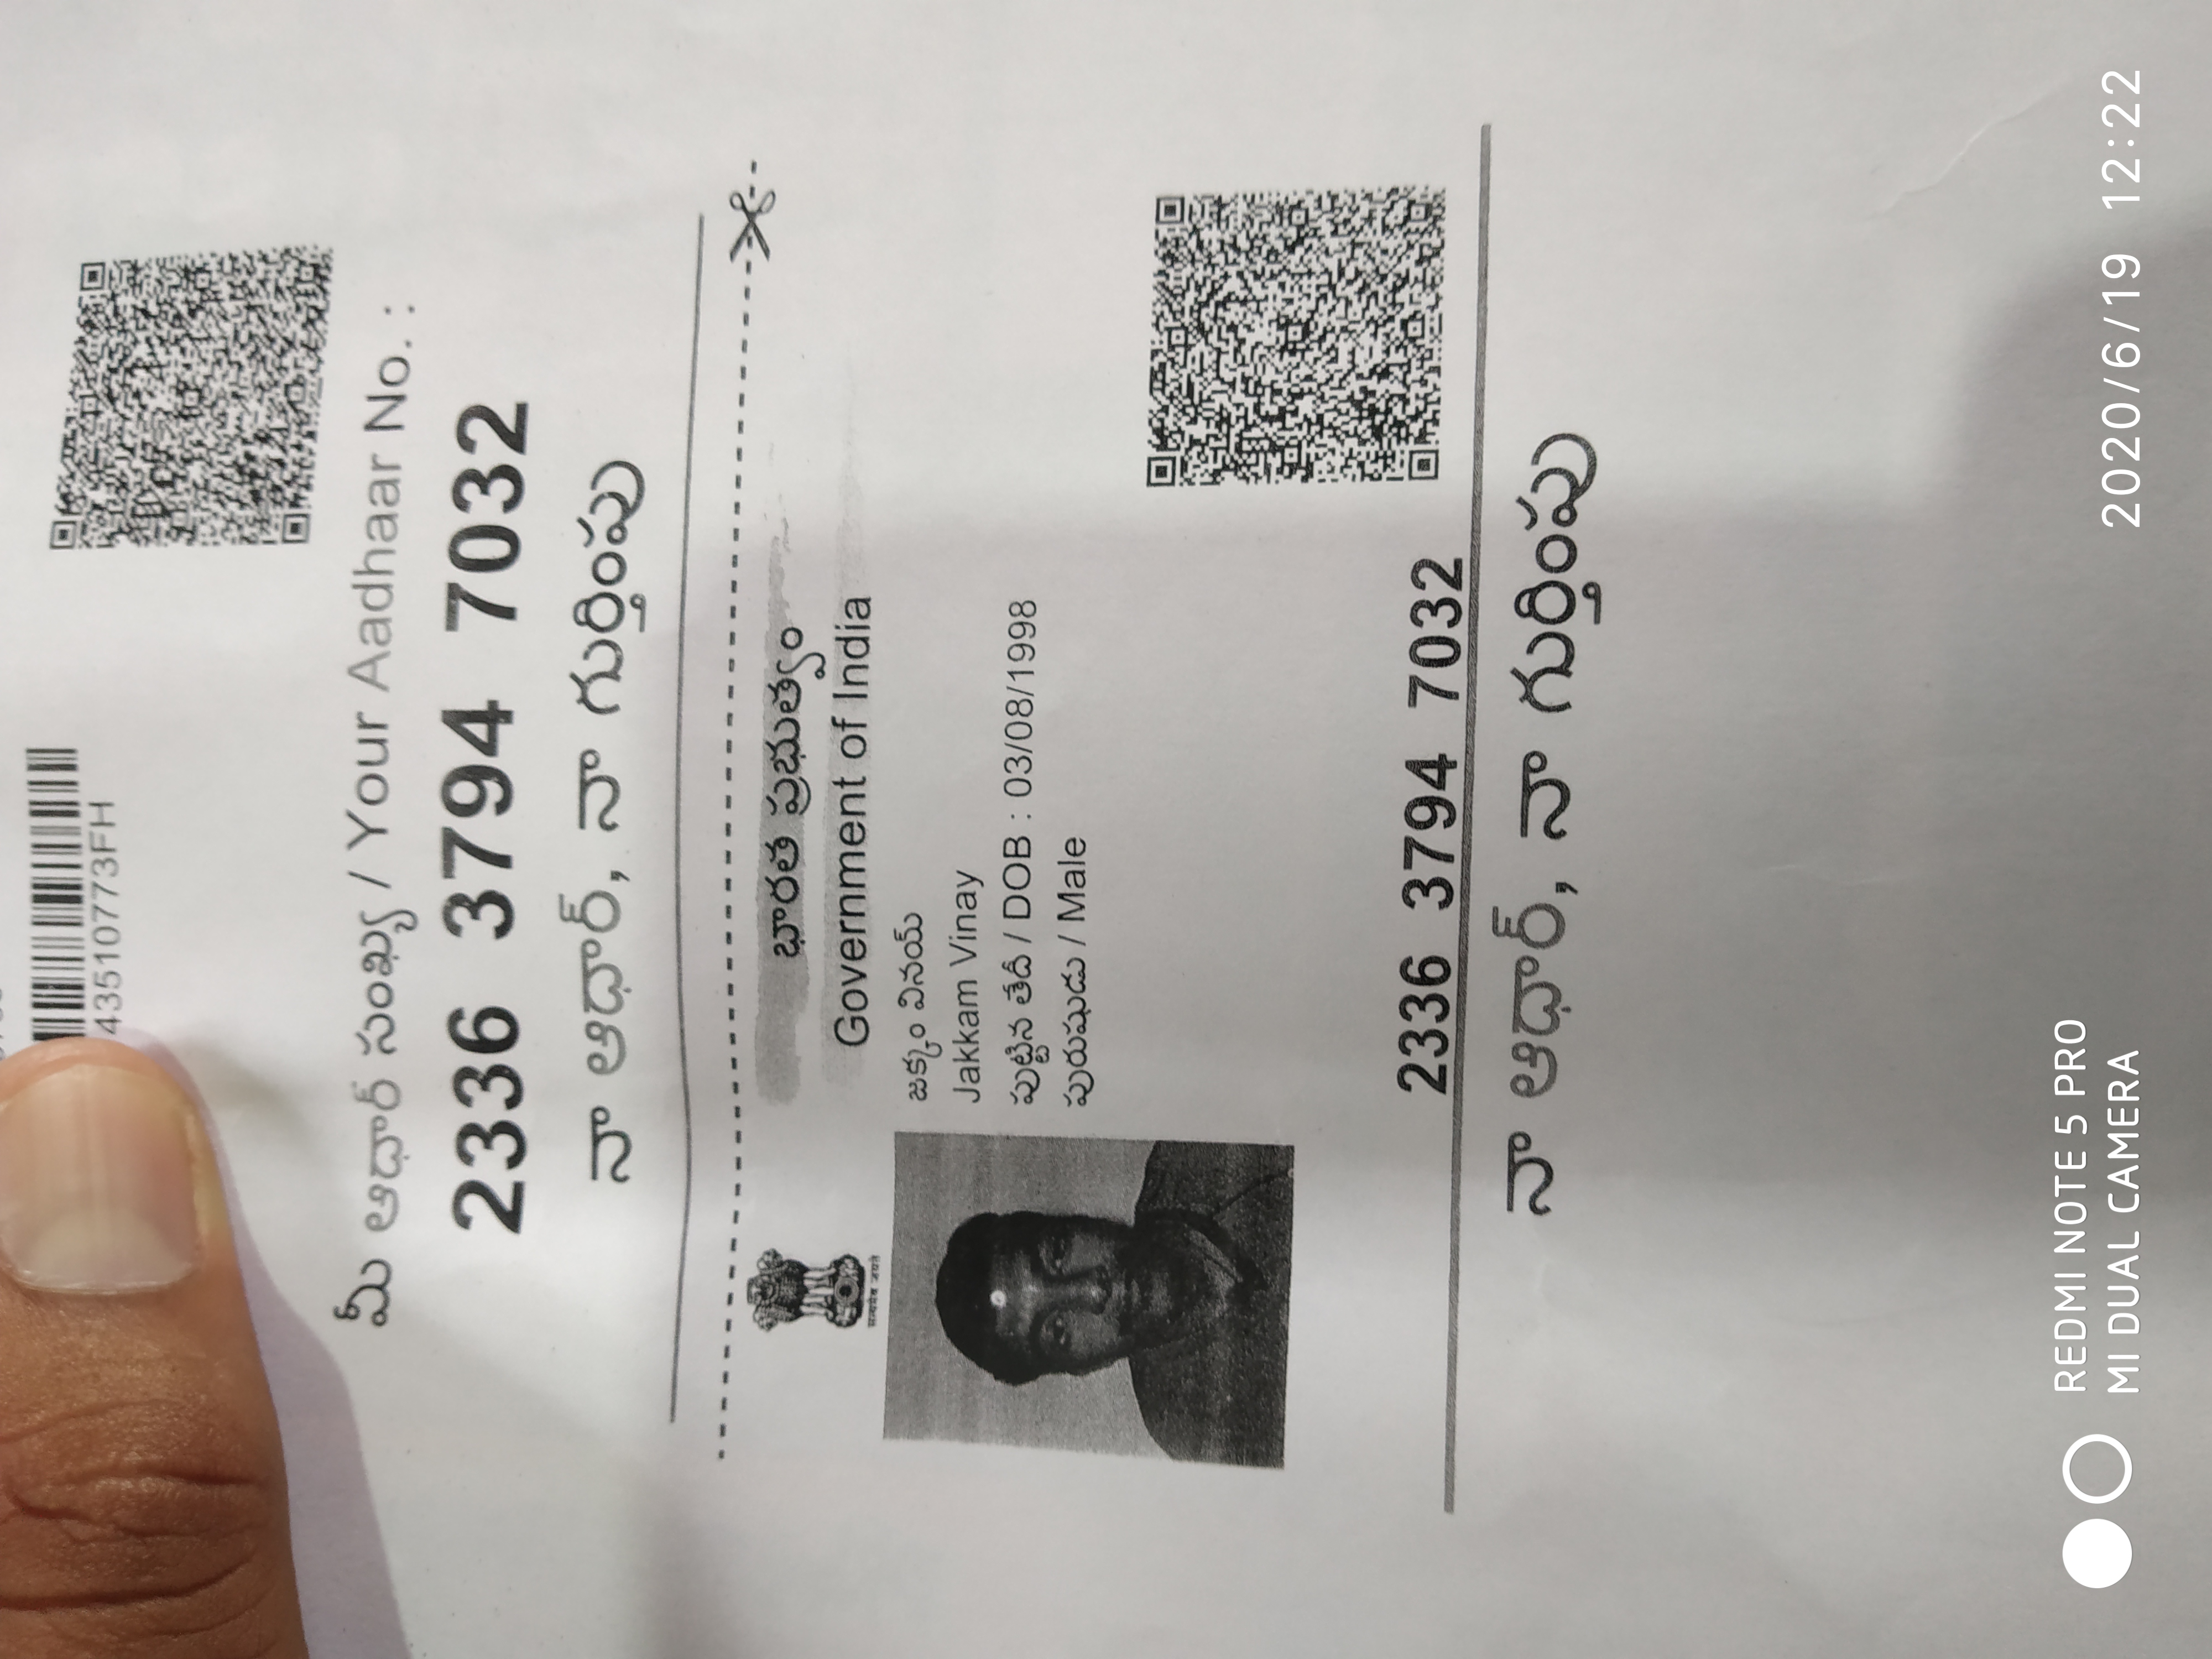 43510773FH
మీ ఆధార్ సంఖ్య / Your Aadhaar No. :
2336 3794 7032
నా ఆధార్, నా గుర్తింపు
భారత ప్రభుత్వం
Government of India
सत्यमेव जयते
జక్కం వినయ్
Jakkam Vinay
పుట్టిన తేదీ / DOB : 03/08/1998
పురుషుడు / Male
2336 3794 7032
నా ఆధార్, నా గుర్తింపు
REDMI NOTE 5 PRO
MI DUAL CAMERA
2020/6/19 12:22